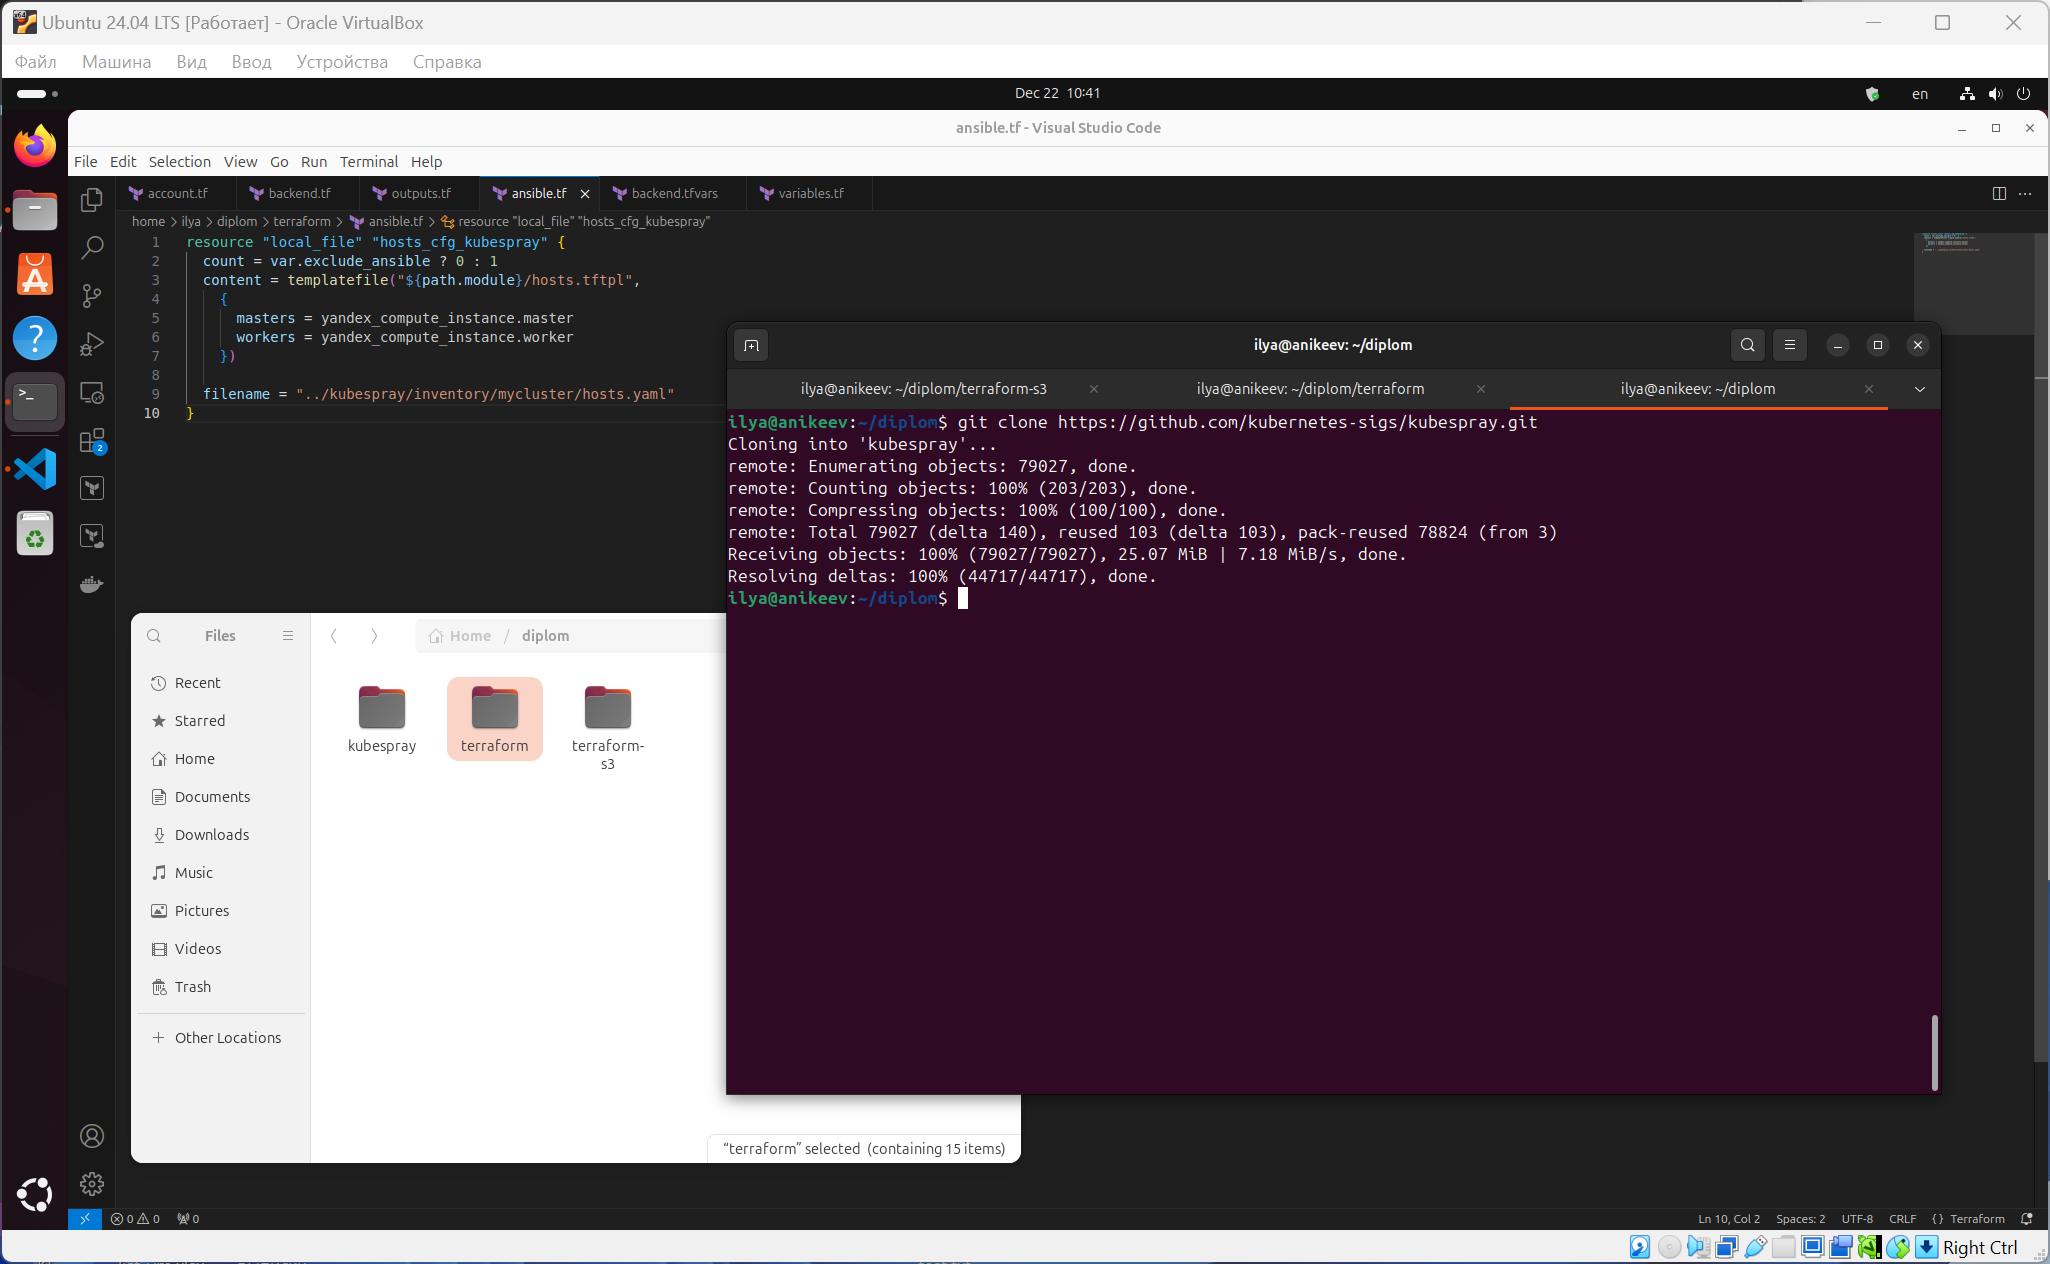 Ubuntu 24.04 LTS [Работает] - Oracle VirtualBox
Файл Машина Вид Ввод Устройства Справка
Dec 22 10:41
en
ansible.tf - Visual Studio Code
File Edit Selection View Go Run Terminal Help
account.tf backend.tf outputs.tf ansible.tf backend.tfvars variables.tf
home > ilya > diplom > terraform > ansible.tf > resource "local_file" "hosts_cfg_kubespray"
1 resource "local_file" "hosts_cfg_kubespray" {
2 count = var.exclude_ansible ? 0 : 1
3 content = templatefile("${path.module}/hosts.tftpl",
4 {
5 masters = yandex_compute_instance.master
6 workers = yandex_compute_instance.worker
7 })
8
9 filename = "../kubespray/inventory/mycluster/hosts.yaml"
10 }
2
ilya@anikeev: ~/diplom
ilya@anikeev: ~/diplom/terraform-s3 ilya@anikeev: ~/diplom/terraform ilya@anikeev: ~/diplom
ilya@anikeev:~/diplom$ git clone https://github.com/kubernetes-sigs/kubespray.git
Cloning into 'kubespray'...
remote: Enumerating objects: 79027, done.
remote: Counting objects: 100% (203/203), done.
remote: Compressing objects: 100% (100/100), done.
remote: Total 79027 (delta 140), reused 103 (delta 103), pack-reused 78824 (from 3)
Receiving objects: 100% (79027/79027), 25.07 MiB | 7.18 MiB/s, done.
Resolving deltas: 100% (44717/44717), done.
ilya@anikeev:~/diplom$
Files
Home / diplom
Recent
Starred
Home
Documents
Downloads
Music
Pictures
Videos
Trash
+ Other Locations
kubespray
terraform
terraform-
s3
“terraform” selected (containing 15 items)
0 0 0
Ln 10, Col 2 Spaces: 2 UTF-8 CRLF {} Terraform
Right Ctrl